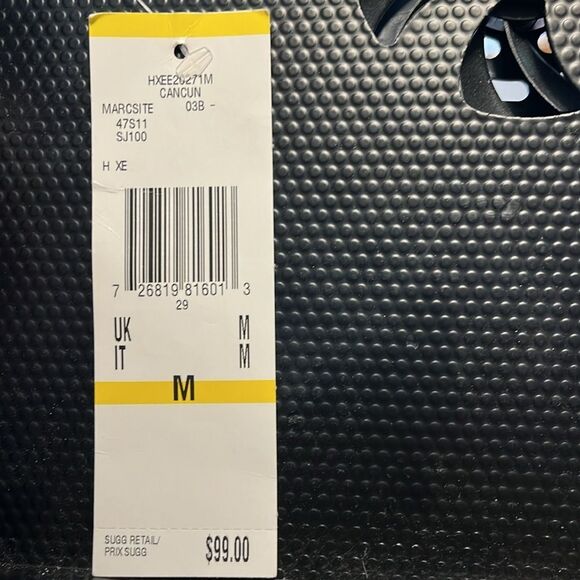 HXEE20271M
CANCUN
MARCSITE 03B -
47S11
SJ100
H XE
7 26819 81601 3
29
UK M
IT M
M
SUGG RETAIL/
PRIX SUGG $99.00